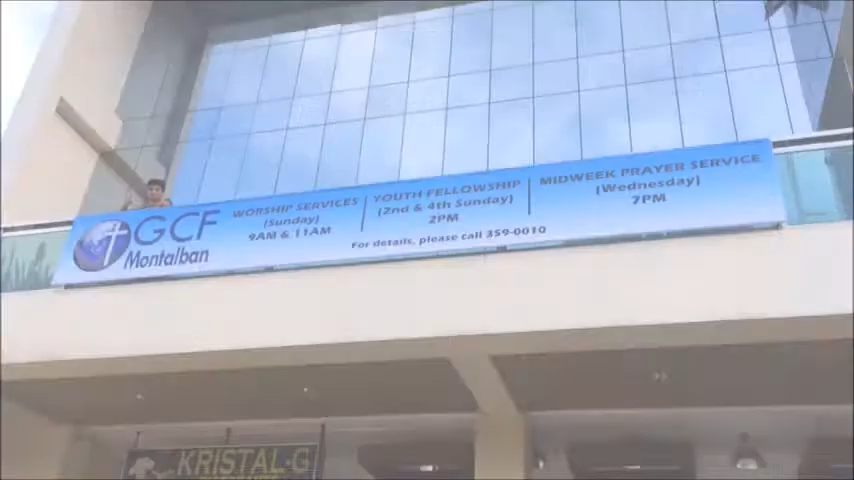 GCF
Montalban
WORSHIP SERVICES
(Sunday)
9AM & 11AM
YOUTH FELLOWSHIP
(2nd & 4th Sunday)
2PM
MIDWEEK PRAYER SERVICE
(Wednesday)
7PM
For details, please call 359-0010
KRISTAL-G